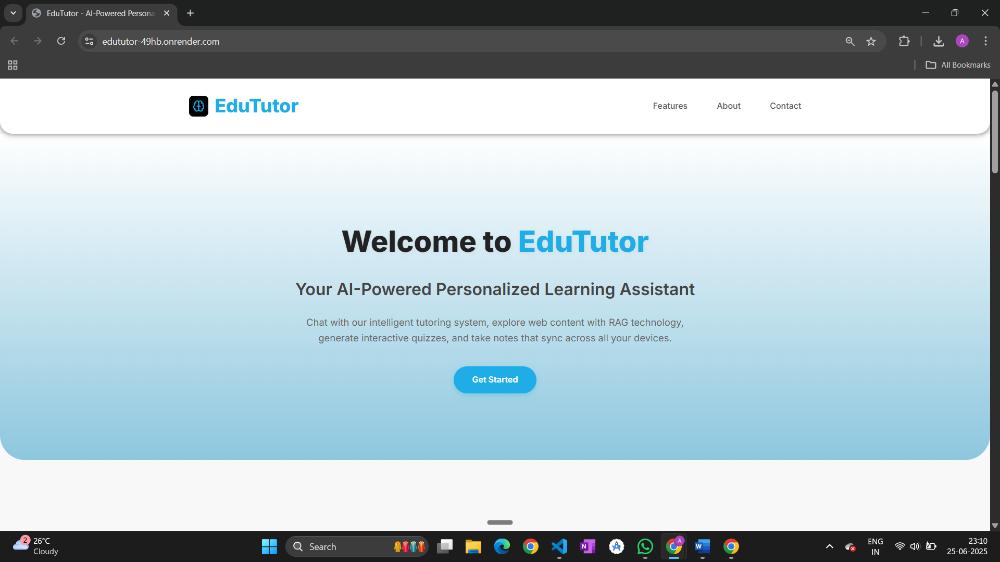 EduTutor - AI-Powered Persona
edututor-49hb.onrender.com
A
All Bookmarks
EduTutor
Features
About
Contact
Welcome to EduTutor
Your AI-Powered Personalized Learning Assistant
Chat with our intelligent tutoring system, explore web content with RAG technology,
generate interactive quizzes, and take notes that sync across all your devices.
Get Started
2
26°C
Cloudy
Search
N
A
W
ENG
IN
23:10
25-06-2025